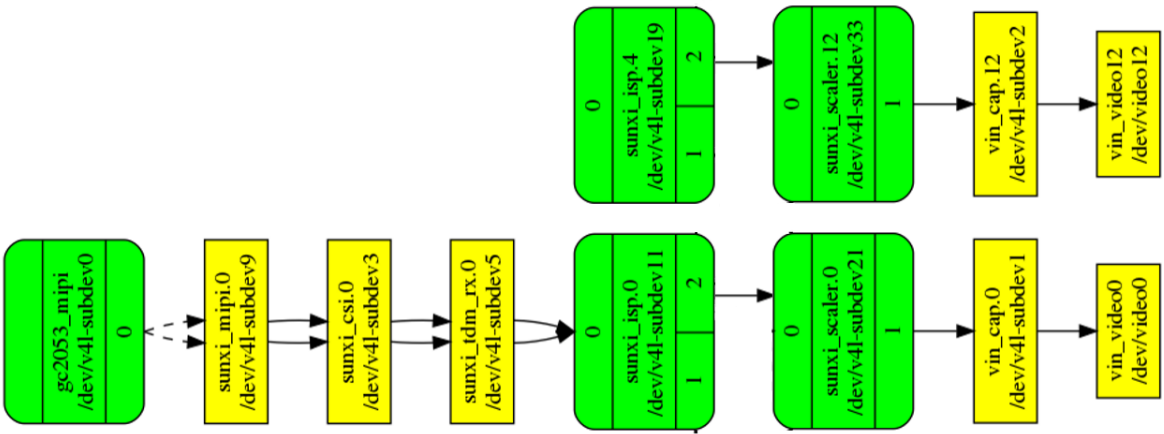 0
sunxi_isp.4
/dev/v4l-subdev19
1
2
0
sunxi_scaler.12
/dev/v4l-subdev33
1
vin_cap.12
/dev/v4l-subdev2
vin_video12
/dev/video12
gc2053_mipi
/dev/v4l-subdev0
0
sunxi_mipi.0
/dev/v4l-subdev9
sunxi_csi.0
/dev/v4l-subdev3
sunxi_tdm_rx.0
/dev/v4l-subdev5
0
sunxi_isp.0
/dev/v4l-subdev11
1
2
0
sunxi_scaler.0
/dev/v4l-subdev21
1
vin_cap.0
/dev/v4l-subdev1
vin_video0
/dev/video0